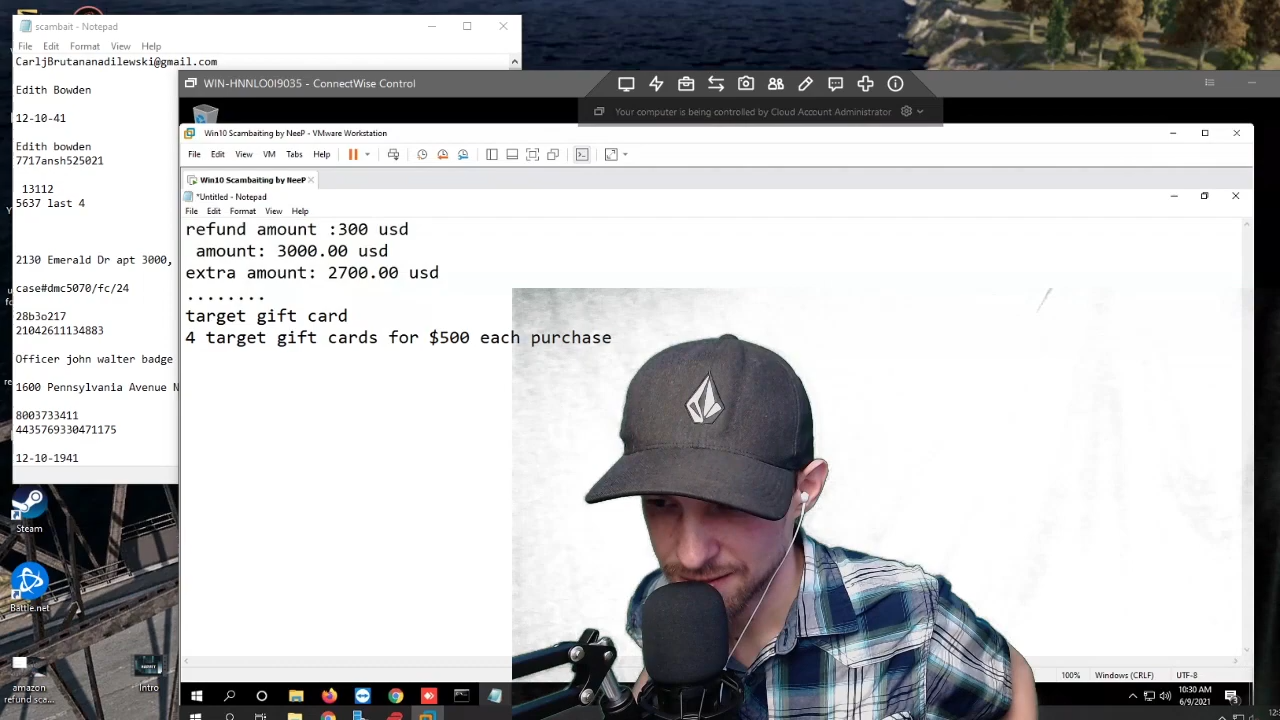 scambait - Notepad
File Edit Format View Help
CarljBrutananadilewski@gmail.com
Edith Bowden
12-10-41
Edith bowden
7717ansh525021
13112
5637 last 4
2130 Emerald Dr apt 3000,
case#dmc5070/fc/24
28b3o217
21042611134883
Officer john walter badge
1600 Pennsylvania Avenue N
8003733411
4435769330471175
12-10-1941
WIN-HNNLO0I9035 - ConnectWise Control
Your computer is being controlled by Cloud Account Administrator
Win10 Scambaiting by NeeP - VMware Workstation
File Edit View VM Tabs Help
Win10 Scambaiting by NeeP
*Untitled - Notepad
File Edit Format View Help
refund amount :300 usd
amount: 3000.00 usd
extra amount: 2700.00 usd
........
target gift card
4 target gift cards for $500 each purchase
100% Windows (CRLF) UTF-8
10:30 AM
6/9/2021
Steam
Battle.net
amazon
refund sca...
Intro